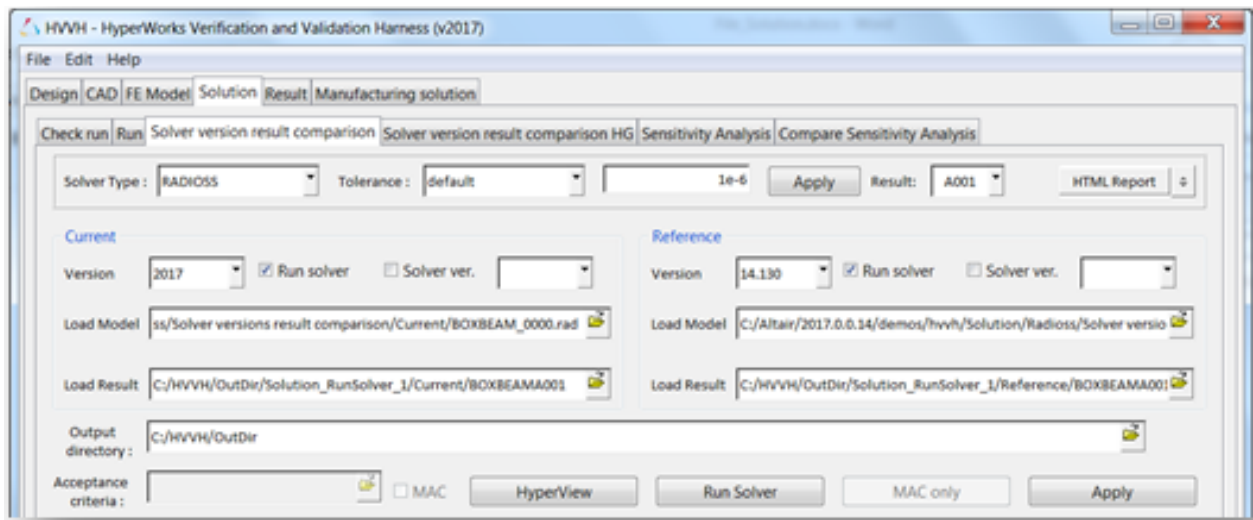 HVVH - HyperWorks Verification and Validation Harness (v2017)
File Edit Help
Design CAD FE Model Solution Result Manufacturing solution
Check run Run Solver version result comparison Solver version result comparison HG Sensitivity Analysis Compare Sensitivity Analysis
Solver Type : RADIOSS Tolerance : default 1e-6 Apply Result: A001 HTML Report
Current Reference
Version 2017 Run solver Solver ver. Version 14.130 Run solver Solver ver.
Load Model ss/Solver versions result comparison/Current/BOXBEAM_0000.rad Load Model C:/Altair/2017.0.0.14/demos/hvvh/Solution/Radioss/Solver versio
Load Result C:/HVVH/OutDir/Solution_RunSolver_1/Current/BOXBEAMA001 Load Result C:/HVVH/OutDir/Solution_RunSolver_1/Reference/BOXBEAMA001
Output
directory : C:/HVVH/OutDir
Acceptance
criteria : MAC HyperView Run Solver MAC only Apply